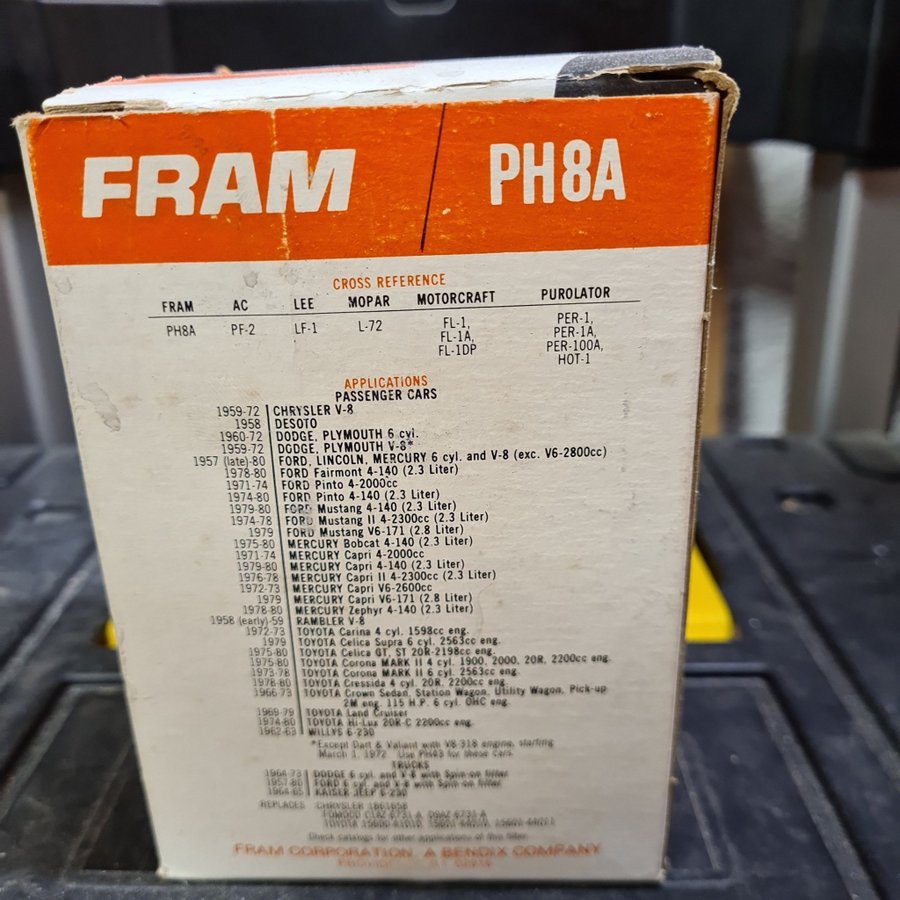 FRAM / PH8A
CROSS REFERENCE
FRAM AC LEE MOPAR MOTORCRAFT PUROLATOR
PH8A PF-2 LF-1 L-72 FL-1, PER-1,
FL-1A, PER-1A,
FL-1DP PER-100A,
HOT-1
APPLICATIONS
PASSENGER CARS
1959-72 CHRYSLER V-8
1958 DESOTO
1960-72 DODGE, PLYMOUTH 6 cyl.
1959-72 DODGE, PLYMOUTH V-8*
1957 (late)-80 FORD, LINCOLN, MERCURY 6 cyl. and V-8 (exc. V6-2800cc)
1978-80 FORD Fairmont 4-140 (2.3 Liter)
1971-74 FORD Pinto 4-2000cc
1974-80 FORD Pinto 4-140 (2.3 Liter)
1979-80 FORD Mustang 4-140 (2.3 Liter)
1974-78 FORD Mustang II 4-2300cc (2.3 Liter)
1979 FORD Mustang V6-171 (2.8 Liter)
1975-80 MERCURY Bobcat 4-140 (2.3 Liter)
1971-74 MERCURY Capri 4-2000cc
1979-80 MERCURY Capri 4-140 (2.3 Liter)
1976-78 MERCURY Capri II 4-2300cc (2.3 Liter)
1972-73 MERCURY Capri V6-2600cc
1979 MERCURY Capri V6-171 (2.8 Liter)
1978-80 MERCURY Zephyr 4-140 (2.3 Liter)
1958 (early)-59 RAMBLER V-8
1972-73 TOYOTA Carina 4 cyl. 1598cc eng.
1979 TOYOTA Celica Supra 6 cyl. 2563cc eng.
1975-80 TOYOTA Celica GT, ST 20R-2198cc eng.
1975-80 TOYOTA Corona MARK II 4 cyl. 1900, 2000, 20R, 2200cc eng.
1973-78 TOYOTA Corona MARK II 6 cyl. 2563cc eng.
1978-80 TOYOTA Cressida 4 cyl. 20R, 2200cc eng.
1966-73 TOYOTA Crown Sedan, Station Wagon, Utility Wagon, Pick-up
2M eng. 115 H.P. 6 cyl. OHC eng.
1969-79 TOYOTA Land Cruiser
1974-80 TOYOTA Hi-Lux 20R-C 2200cc eng.
1962-63 WILLYS 6-230
*Except Dart & Valiant with V8-318 engine, starting
March 1, 1972 Use PH43 for these cars.
TRUCKS
1964-73 DODGE 6 cyl. and V-8 with Spin-on filter
1957-80 FORD 6 cyl. and V-8 with Spin-on filter
1964-65 KAISER JEEP 6-230
REPLACES CHRYSLER
FOMOCO
TOYOTA
Check catalogs for other applications of this filter.
FRAM CORPORATION A BENDIX COMPANY